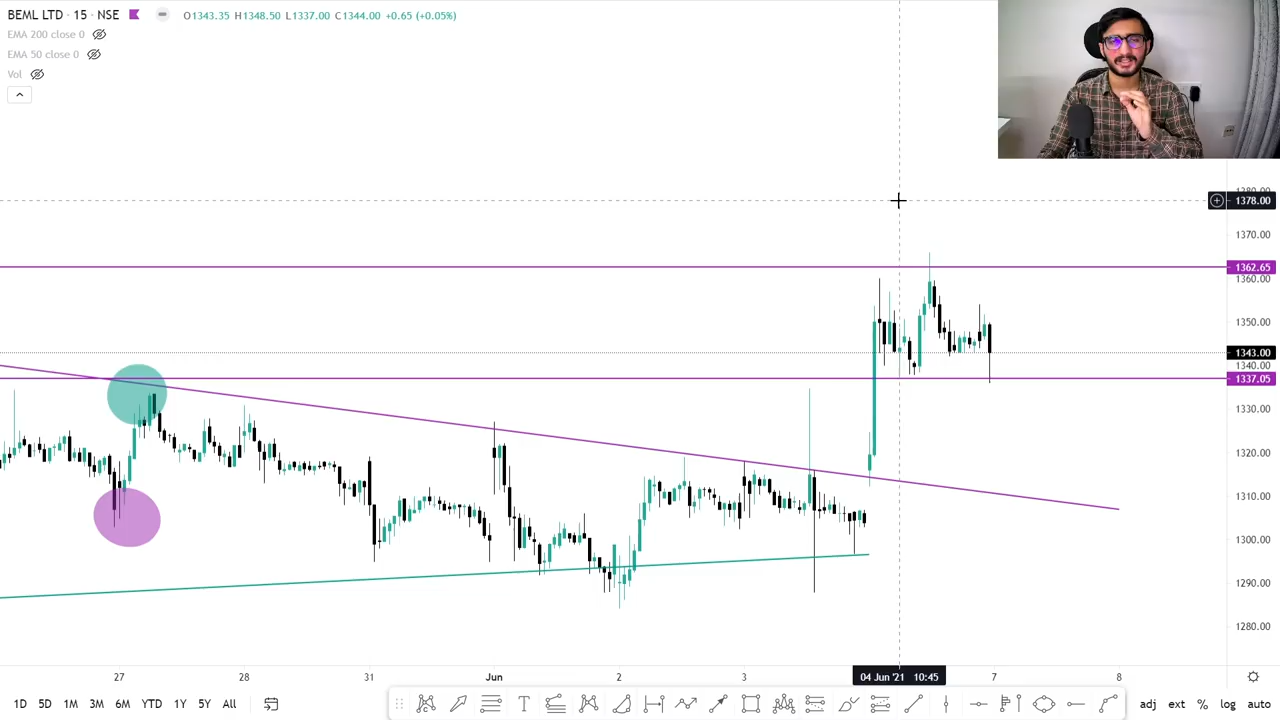 BEML LTD · 15 · NSE O1343.35 H1348.50 L1337.00 C1344.00 +0.65 (+0.05%)
EMA 200 close 0
EMA 50 close 0
Vol
1280.00
1378.00
1370.00
1362.65
1360.00
1350.00
1343.00
1340.00
1337.05
1330.00
1320.00
1310.00
1300.00
1290.00
1280.00
27 28 31 Jun 2 3 04 Jun '21 10:45 7 8
1D 5D 1M 3M 6M YTD 1Y 5Y All adj ext % log auto